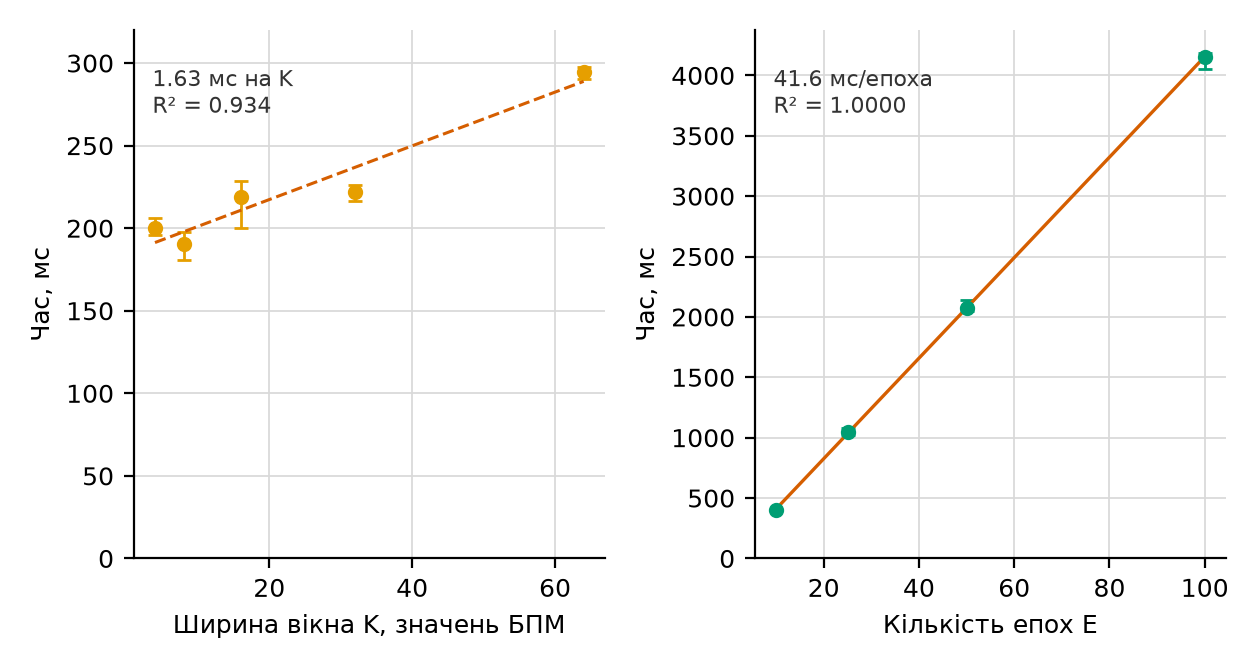 1.63 мс на K
R² = 0.934
300
250
200
150
100
50
0
Час, мс
20 40 60
Ширина вікна K, значень БПМ
41.6 мс/епоха
R² = 1.0000
4000
3500
3000
2500
2000
1500
1000
500
0
Час, мс
20 40 60 80 100
Кількість епох E